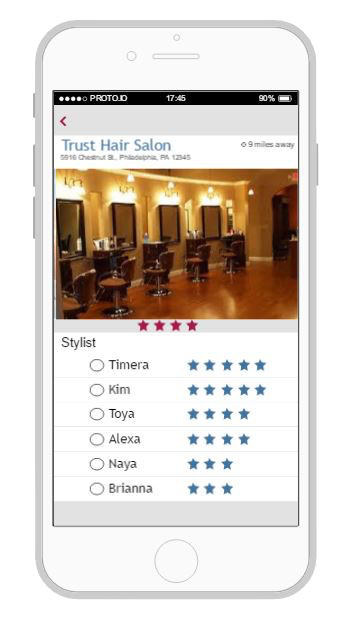 PROTO.IO 17:45 90%
Trust Hair Salon
9 miles away
5916 Chestnut St., Philadelphia, PA 12345
Stylist
Timera
Kim
Toya
Alexa
Naya
Brianna